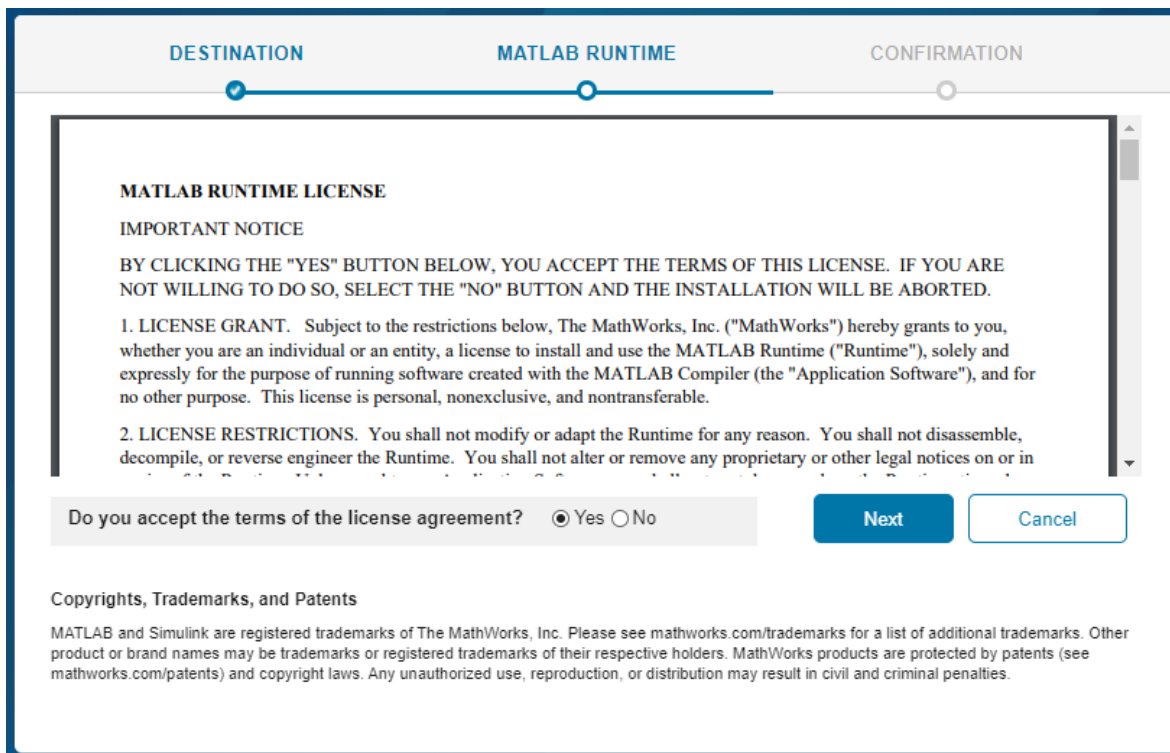 DESTINATION
MATLAB RUNTIME
CONFIRMATION
MATLAB RUNTIME LICENSE
IMPORTANT NOTICE
BY CLICKING THE "YES" BUTTON BELOW, YOU ACCEPT THE TERMS OF THIS LICENSE.  IF YOU ARE
NOT WILLING TO DO SO, SELECT THE "NO" BUTTON AND THE INSTALLATION WILL BE ABORTED.
1. LICENSE GRANT.   Subject to the restrictions below, The MathWorks, Inc. ("MathWorks") hereby grants to you,
whether you are an individual or an entity, a license to install and use the MATLAB Runtime ("Runtime"), solely and
expressly for the purpose of running software created with the MATLAB Compiler (the "Application Software"), and for
no other purpose.  This license is personal, nonexclusive, and nontransferable.
2. LICENSE RESTRICTIONS.  You shall not modify or adapt the Runtime for any reason.  You shall not disassemble,
decompile, or reverse engineer the Runtime.  You shall not alter or remove any proprietary or other legal notices on or in
Do you accept the terms of the license agreement? Yes No
Next
Cancel
Copyrights, Trademarks, and Patents
MATLAB and Simulink are registered trademarks of The MathWorks, Inc. Please see mathworks.com/trademarks for a list of additional trademarks. Other
product or brand names may be trademarks or registered trademarks of their respective holders. MathWorks products are protected by patents (see
mathworks.com/patents) and copyright laws. Any unauthorized use, reproduction, or distribution may result in civil and criminal penalties.